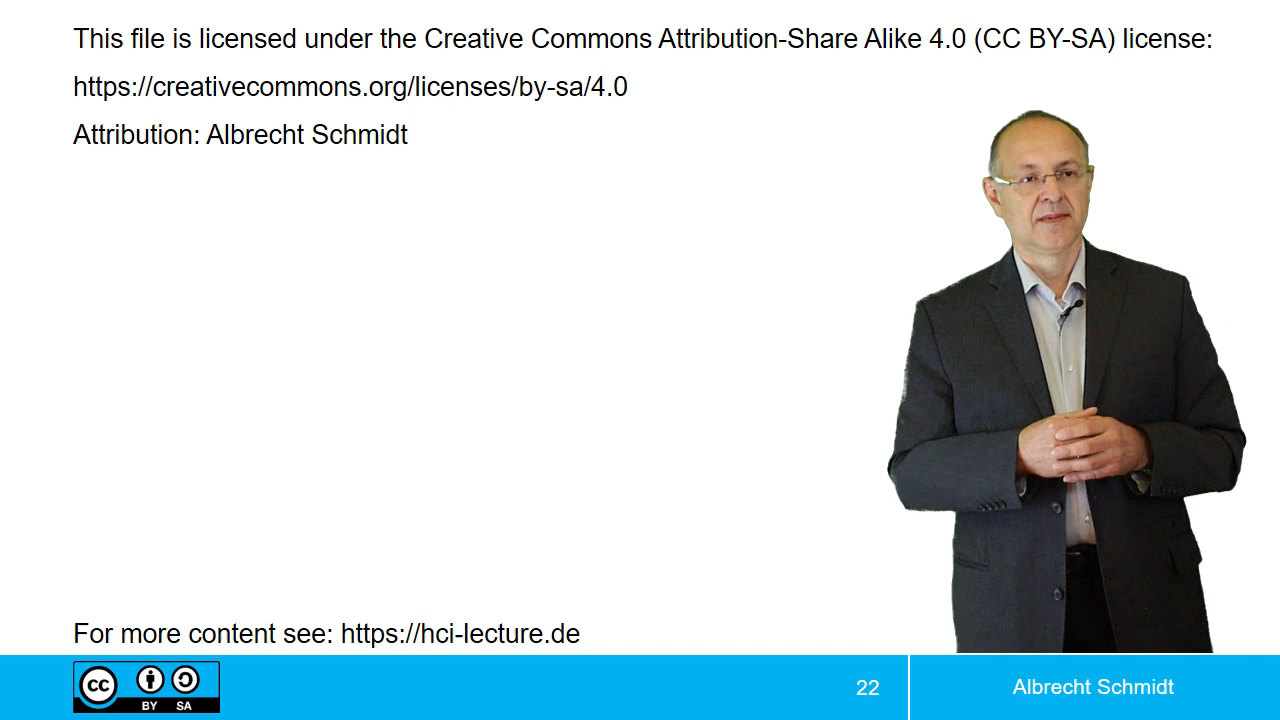 This file is licensed under the Creative Commons Attribution-Share Alike 4.0 (CC BY-SA) license:
https://creativecommons.org/licenses/by-sa/4.0
Attribution: Albrecht Schmidt
For more content see: https://hci-lecture.de
cc
BY SA
22
Albrecht Schmidt